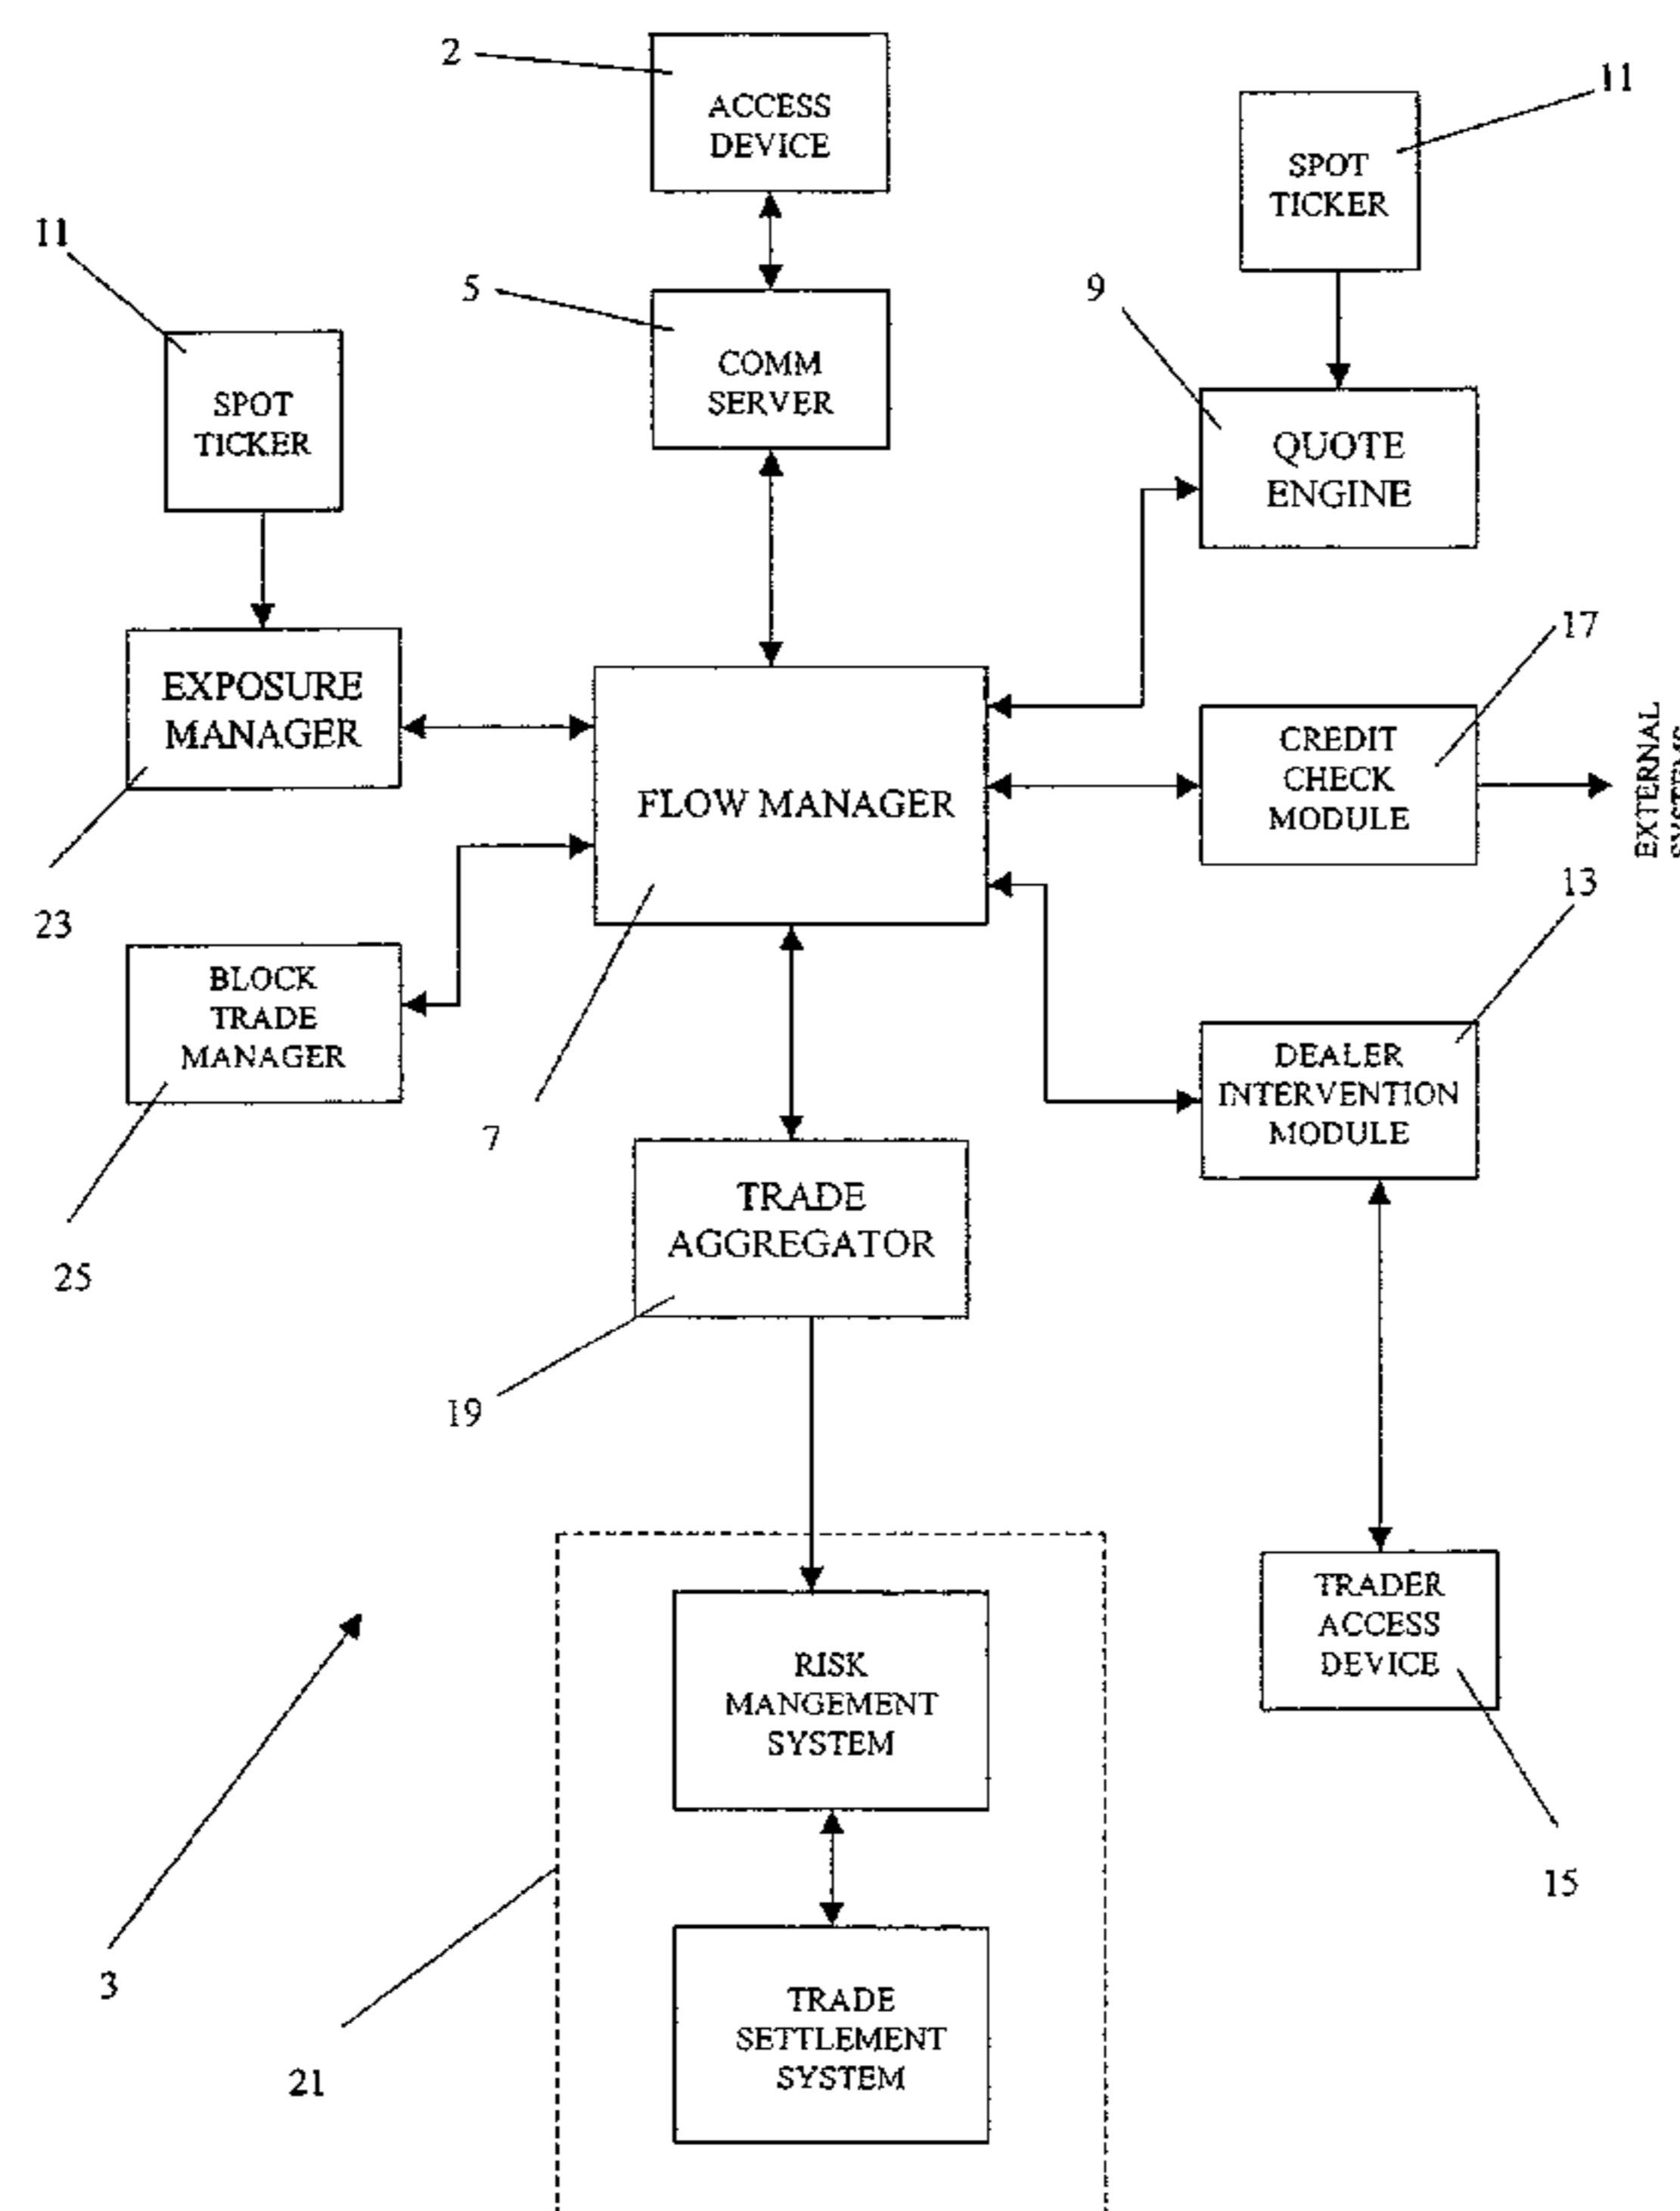 2
ACCESS
DEVICE
11
SPOT
TICKER
11
SPOT
TICKER
5
COMM
SERVER
9
QUOTE
ENGINE
EXPOSURE
MANAGER
23
FLOW MANAGER
7
17
CREDIT
CHECK
MODULE
EXTERNAL
13
BLOCK
TRADE
MANAGER
25
DEALER
INTERVENTION
MODULE
TRADE
AGGREGATOR
19
TRADER
ACCESS
DEVICE
15
RISK
MANGEMENT
SYSTEM
3
21
TRADE
SETTLEMENT
SYSTEM